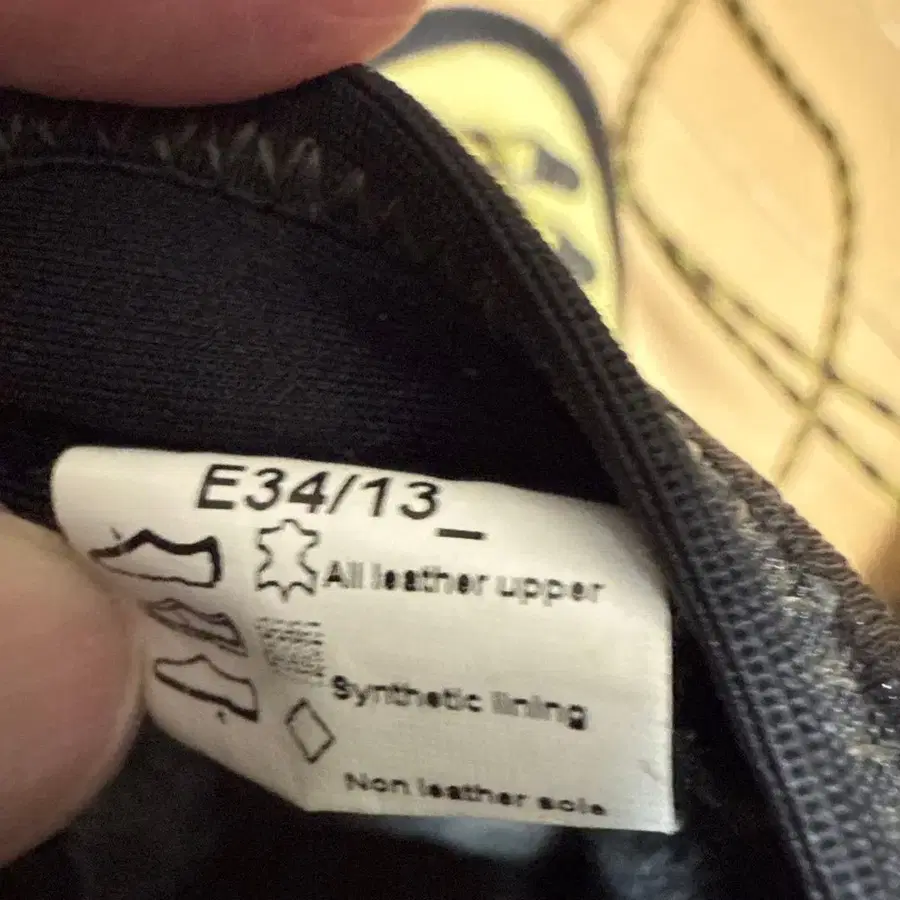 E34/13_
All leather upper
Synthetic lining
Non leather sole